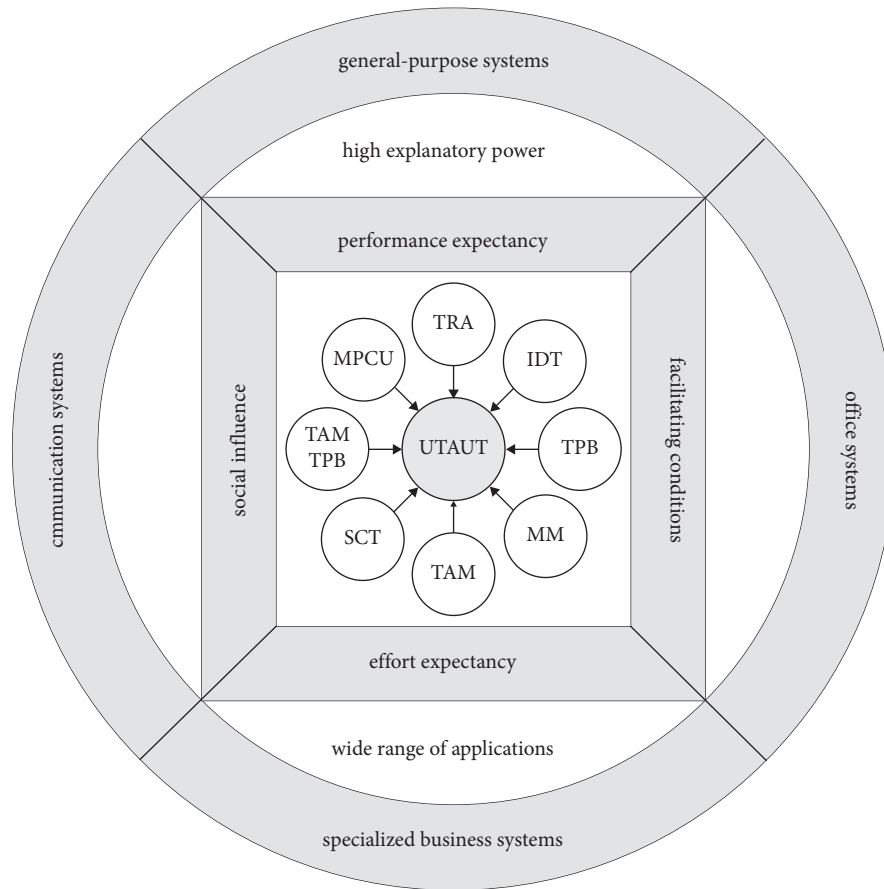 general-purpose systems
high explanatory power
performance expectancy
TRA
MPCU
IDT
cmmunication systems
social influence
TAM
TPB
UTAUT
TPB
facilitating conditions
office systems
SCT
MM
TAM
effort expectancy
wide range of applications
specialized business systems